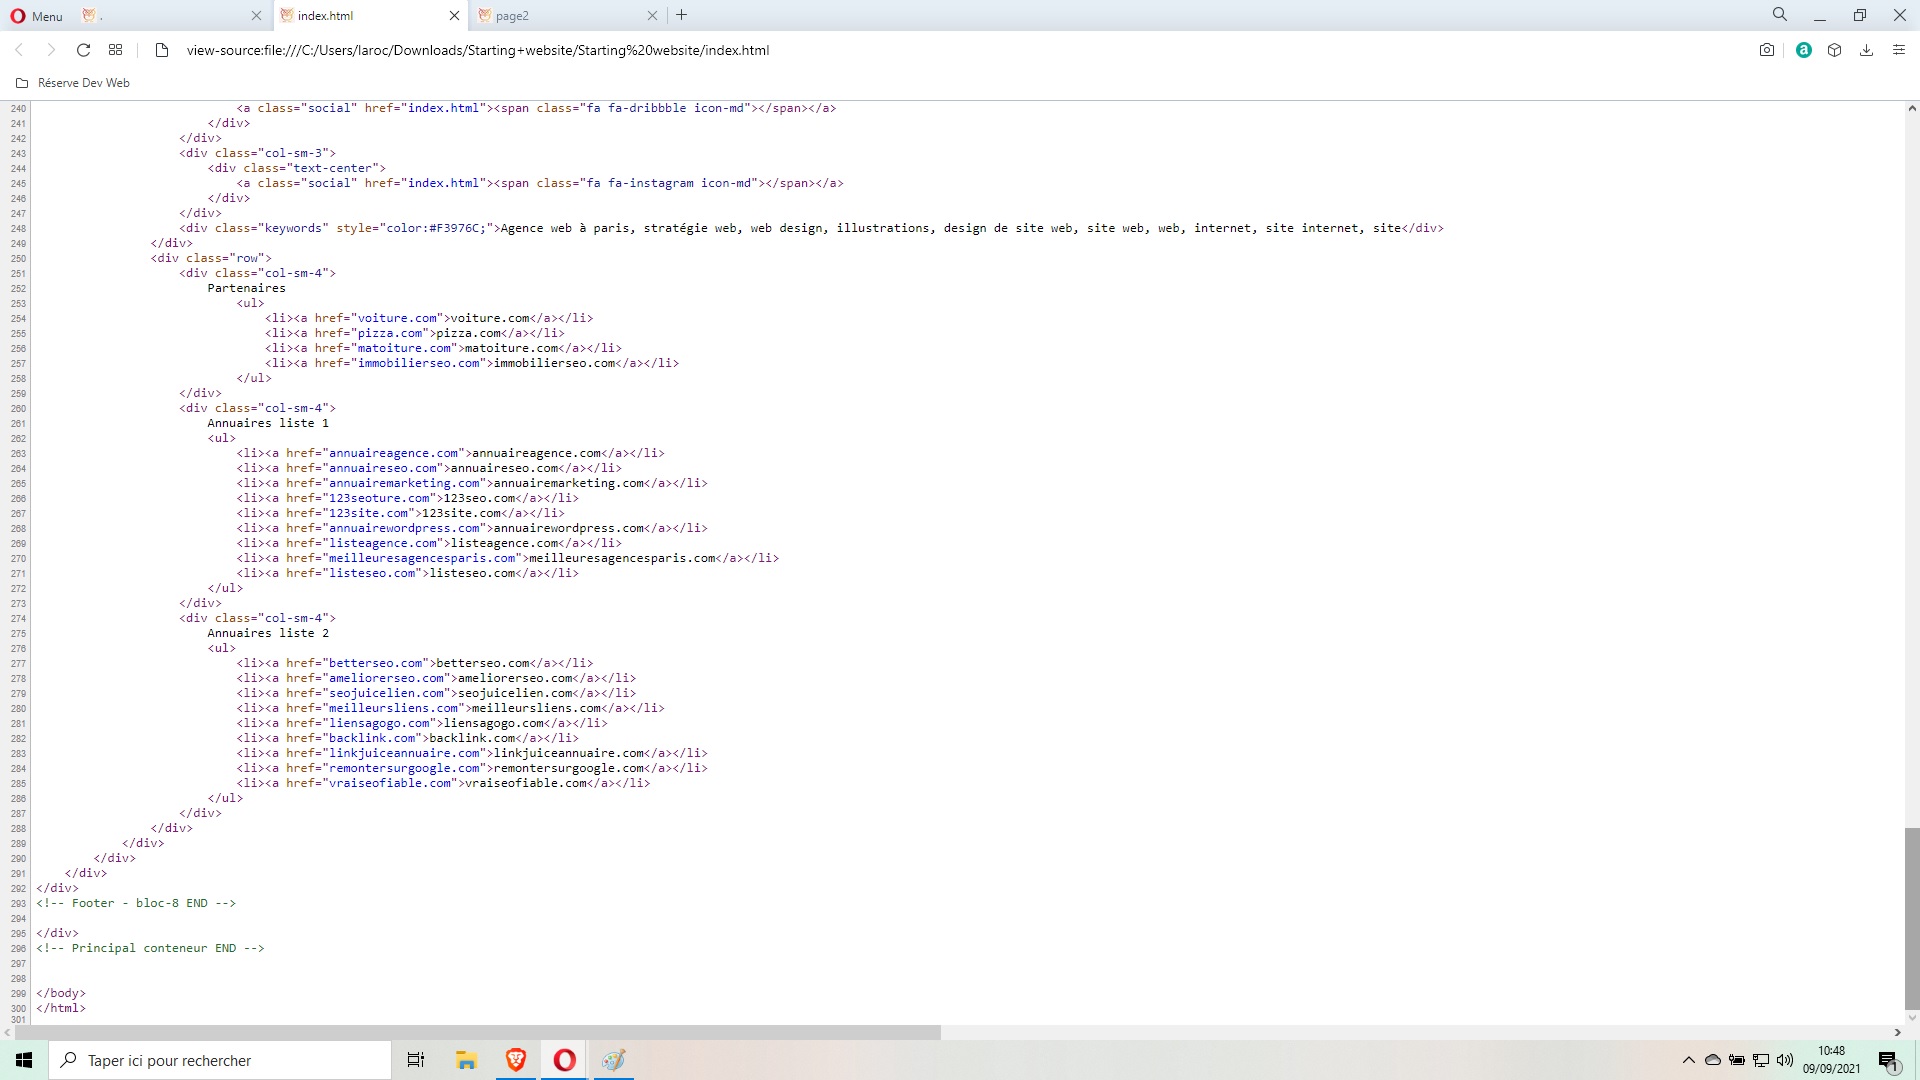 Menu
.
index.html
page2
view-source:file:///C:/Users/laroc/Downloads/Starting+website/Starting%20website/index.html
a
Réserve Dev Web
240 <a class="social" href="index.html"><span class="fa fa-dribbble icon-md"></span></a>
241 </div>
242 </div>
243 <div class="col-sm-3">
244 <div class="text-center">
245 <a class="social" href="index.html"><span class="fa fa-instagram icon-md"></span></a>
246 </div>
247 </div>
248 <div class="keywords" style="color:#F3976C;">Agence web à paris, stratégie web, web design, illustrations, design de site web, site web, web, internet, site internet, site</div>
249 </div>
250 <div class="row">
251 <div class="col-sm-4">
252 Partenaires
253 <ul>
254 <li><a href="voiture.com">voiture.com</a></li>
255 <li><a href="pizza.com">pizza.com</a></li>
256 <li><a href="matoiture.com">matoiture.com</a></li>
257 <li><a href="immobilierseo.com">immobilierseo.com</a></li>
258 </ul>
259 </div>
260 <div class="col-sm-4">
261 Annuaires liste 1
262 <ul>
263 <li><a href="annuaireagence.com">annuaireagence.com</a></li>
264 <li><a href="annuaireseo.com">annuaireseo.com</a></li>
265 <li><a href="annuairemarketing.com">annuairemarketing.com</a></li>
266 <li><a href="123seoture.com">123seo.com</a></li>
267 <li><a href="123site.com">123site.com</a></li>
268 <li><a href="annuairewordpress.com">annuairewordpress.com</a></li>
269 <li><a href="listeagence.com">listeagence.com</a></li>
270 <li><a href="meilleuresagencesparis.com">meilleuresagencesparis.com</a></li>
271 <li><a href="listeseo.com">listeseo.com</a></li>
272 </ul>
273 </div>
274 <div class="col-sm-4">
275 Annuaires liste 2
276 <ul>
277 <li><a href="betterseo.com">betterseo.com</a></li>
278 <li><a href="ameliorerseo.com">ameliorerseo.com</a></li>
279 <li><a href="seojuicelien.com">seojuicelien.com</a></li>
280 <li><a href="meilleursliens.com">meilleursliens.com</a></li>
281 <li><a href="liensagogo.com">liensagogo.com</a></li>
282 <li><a href="backlink.com">backlink.com</a></li>
283 <li><a href="linkjuiceannuaire.com">linkjuiceannuaire.com</a></li>
284 <li><a href="remontersurgoogle.com">remontersurgoogle.com</a></li>
285 <li><a href="vraiseofiable.com">vraiseofiable.com</a></li>
286 </ul>
287 </div>
288 </div>
289 </div>
290 </div>
291 </div>
292 </div>
293 <!-- Footer - bloc-8 END -->
294
295 </div>
296 <!-- Principal conteneur END -->
297
298
299 </body>
300 </html>
301
Taper ici pour rechercher
10:48
09/09/2021
1